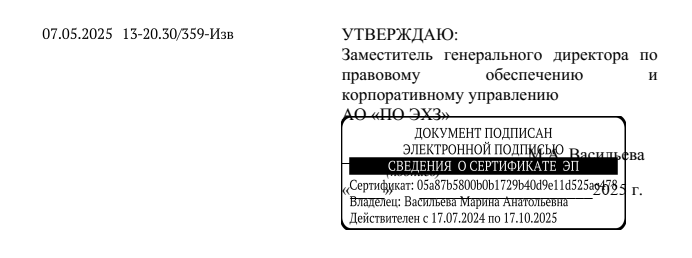 07.05.2025 13-20.30/359-Изв
УТВЕРЖДАЮ:
Заместитель генерального директора по
правовому обеспечению и
корпоративному управлению
АО «ПО ЭХЗ»
ДОКУМЕНТ ПОДПИСАН
ЭЛЕКТРОННОЙ ПОДПИСЬЮ
М.А. Васильева
СВЕДЕНИЯ О СЕРТИФИКАТЕ ЭП
Сертификат: 05a87b5800b0b1729b40d9e11d525
« » 2025 г.
Владелец: Васильева Марина Анатольевна
Действителен с 17.07.2024 по 17.10.2025